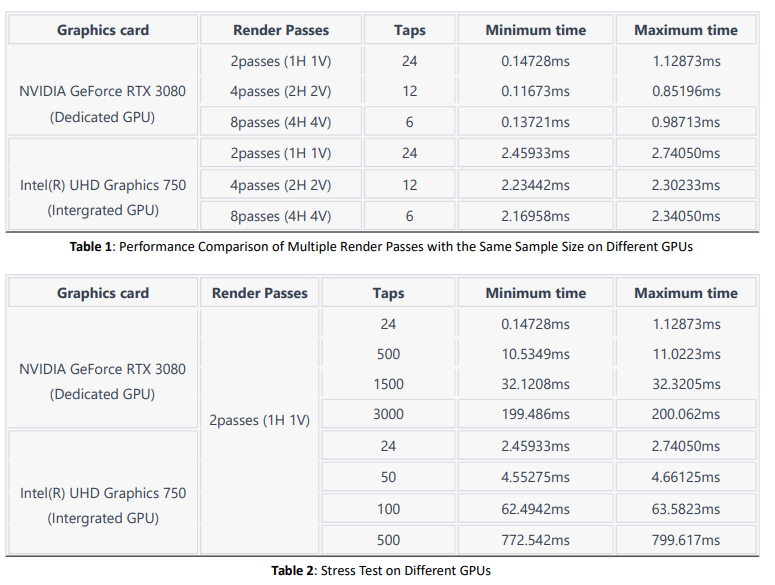 Graphics card Render Passes Taps Minimum time Maximum time
2passes (1H 1V) 24 0.14728ms 1.12873ms
NVIDIA GeForce RTX 3080 4passes (2H 2V) 12 0.11673ms 0.85196ms
(Dedicated GPU)
8passes (4H 4V) 6 0.13721ms 0.98713ms
2passes (1H 1V) 24 2.45933ms 2.74050ms
Intel(R) UHD Graphics 750 4passes (2H 2V) 12 2.23442ms 2.30233ms
(Intergrated GPU) 8passes (4H 4V) 6 2.16958ms 2.34050ms
Table 1: Performance Comparison of Multiple Render Passes with the Same Sample Size on Different GPUs
Graphics card Render Passes Taps Minimum time Maximum time
24 0.14728ms 1.12873ms
500 10.5349ms 11.0223ms
NVIDIA GeForce RTX 3080
1500 32.1208ms 32.3205ms
(Dedicated GPU)
3000 199.486ms 200.062ms
2passes (1H 1V)
24 2.45933ms 2.74050ms
50 4.55275ms 4.66125ms
Intel(R) UHD Graphics 750
100 62.4942ms 63.5823ms
(Intergrated GPU)
500 772.542ms 799.617ms
Table 2: Stress Test on Different GPUs